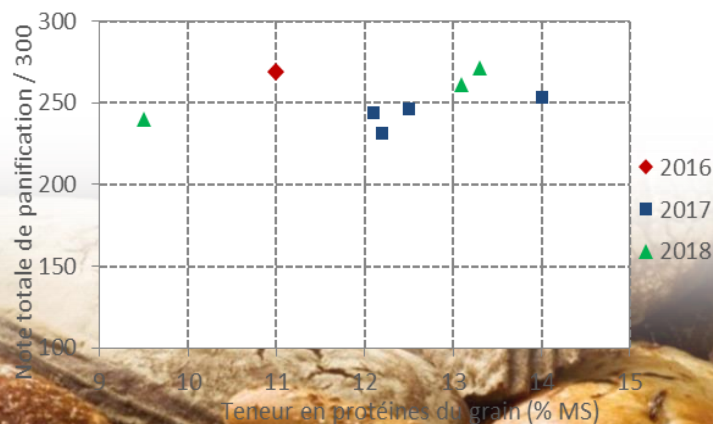 Note totale de panification / 300
300
250
200
150
100
9 10 11 12 13 14 15
Teneur en protéines du grain (% MS)
2016
2017
2018